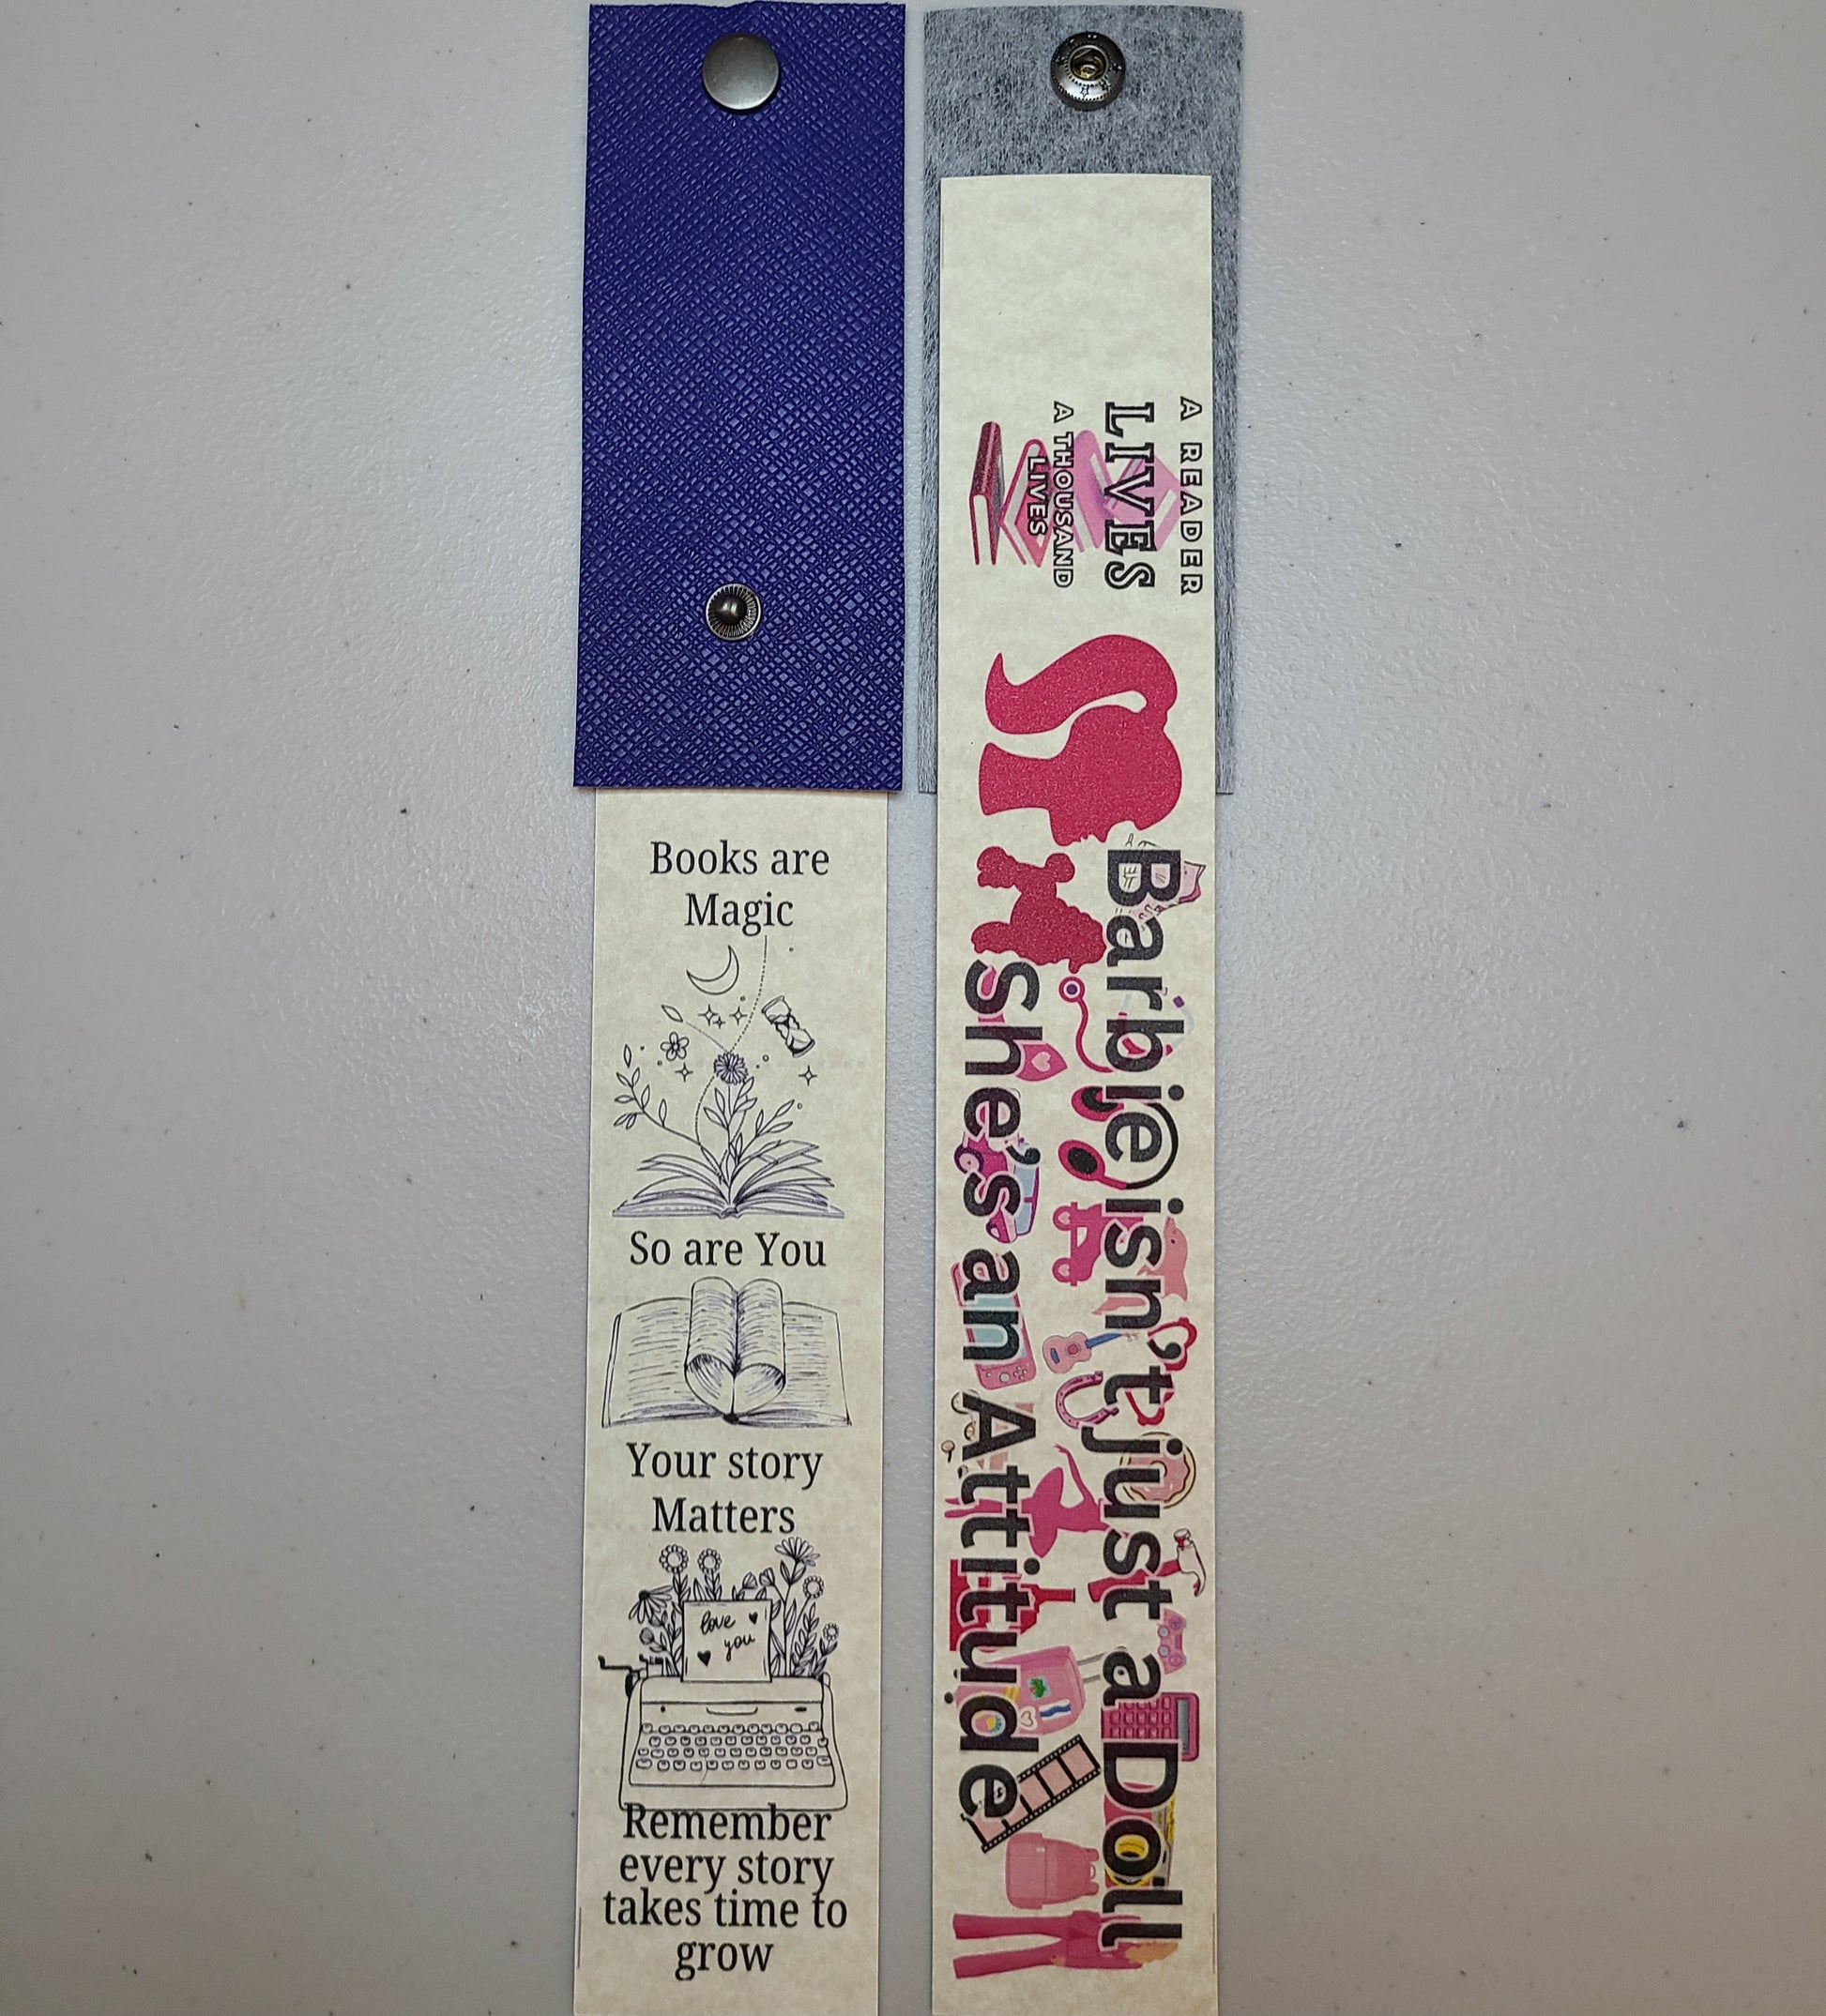 Books are
Magic
So are You
Your story
Matters
love
you
Remember
every story
takes time to
grow
A READER
LIVES
A THOUSAND
LIVES
Barbie isn't just a Doll
She's an Attitude